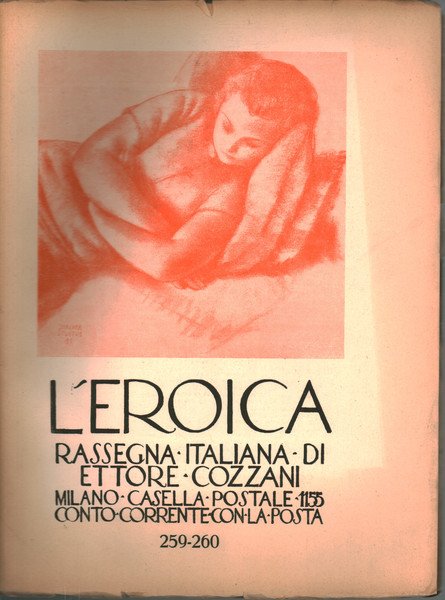 L'EROICA
RASSEGNA·ITALIANA·DI
ETTORE·COZZANI
MILANO·CASELLA·POSTALE·1155
CONTO·CORRENTE·CON·LA·POSTA
259-260